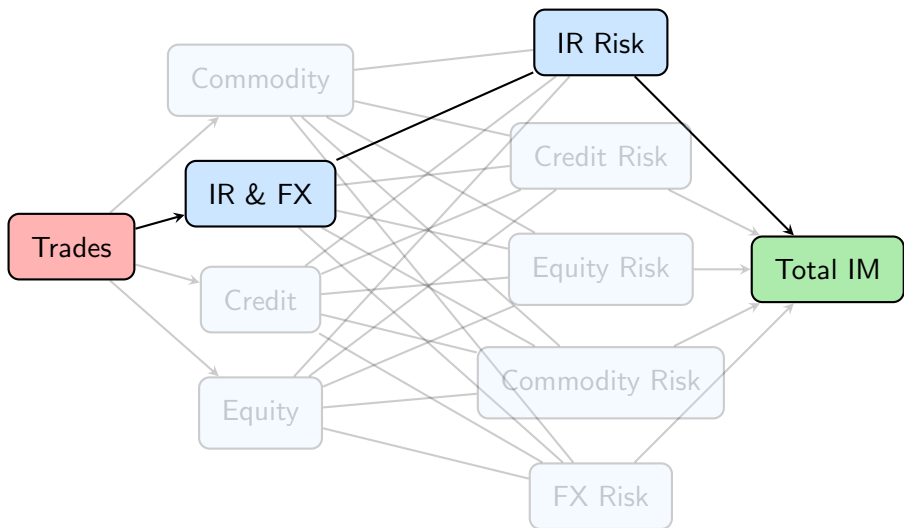 Trades
Commodity
IR & FX
Credit
Equity
IR Risk
Credit Risk
Equity Risk
Commodity Risk
FX Risk
Total IM